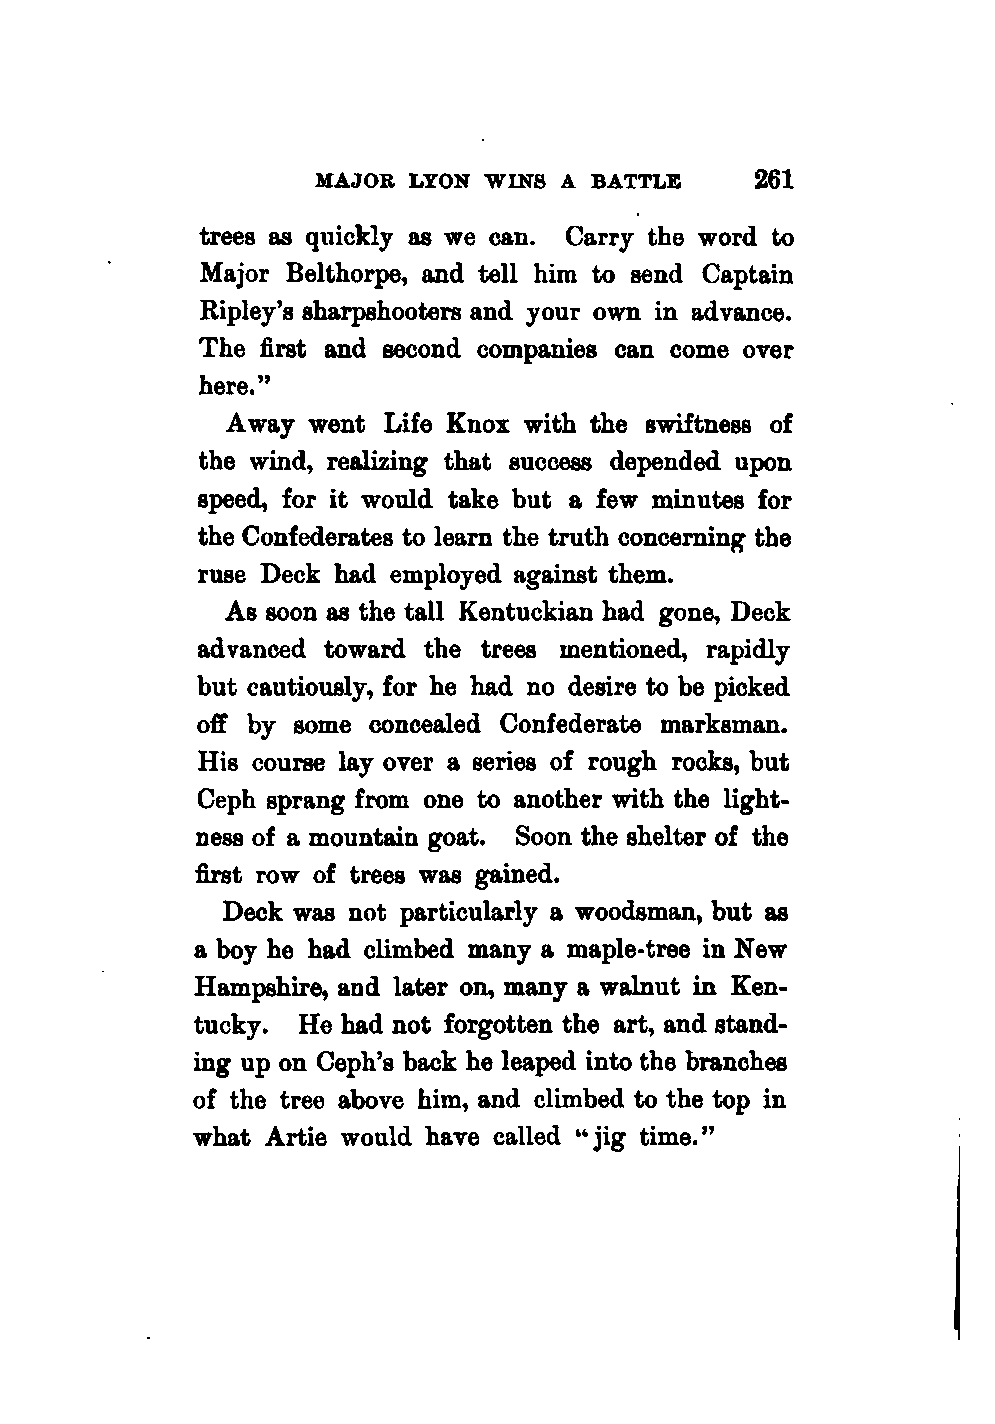 MAJOR LYON WINS A BATTLE 261
trees as quickly as we can. Carry the word to
Major Belthorpe, and tell him to send Captain
Ripley's sharpshooters and your own in advance.
The first and second companies can come over
here."
Away went Life Knox with the swiftness of
the wind, realizing that success depended upon
speed, for it would take but a few minutes for
the Confederates to learn the truth concerning the
ruse Deck had employed against them.
As soon as the tall Kentuckian had gone, Deck
advanced toward the trees mentioned, rapidly
but cautiously, for he had no desire to be picked
off by some concealed Confederate marksman.
His course lay over a series of rough rocks, but
Ceph sprang from one to another with the light-
ness of a mountain goat. Soon the shelter of the
first row of trees was gained.
Deck was not particularly a woodsman, but as
a boy he had climbed many a maple-tree in New
Hampshire, and later on, many a walnut in Ken-
tucky. He had not forgotten the art, and stand-
ing up on Ceph's back he leaped into the branches
of the tree above him, and climbed to the top in
what Artie would have called "jig time."